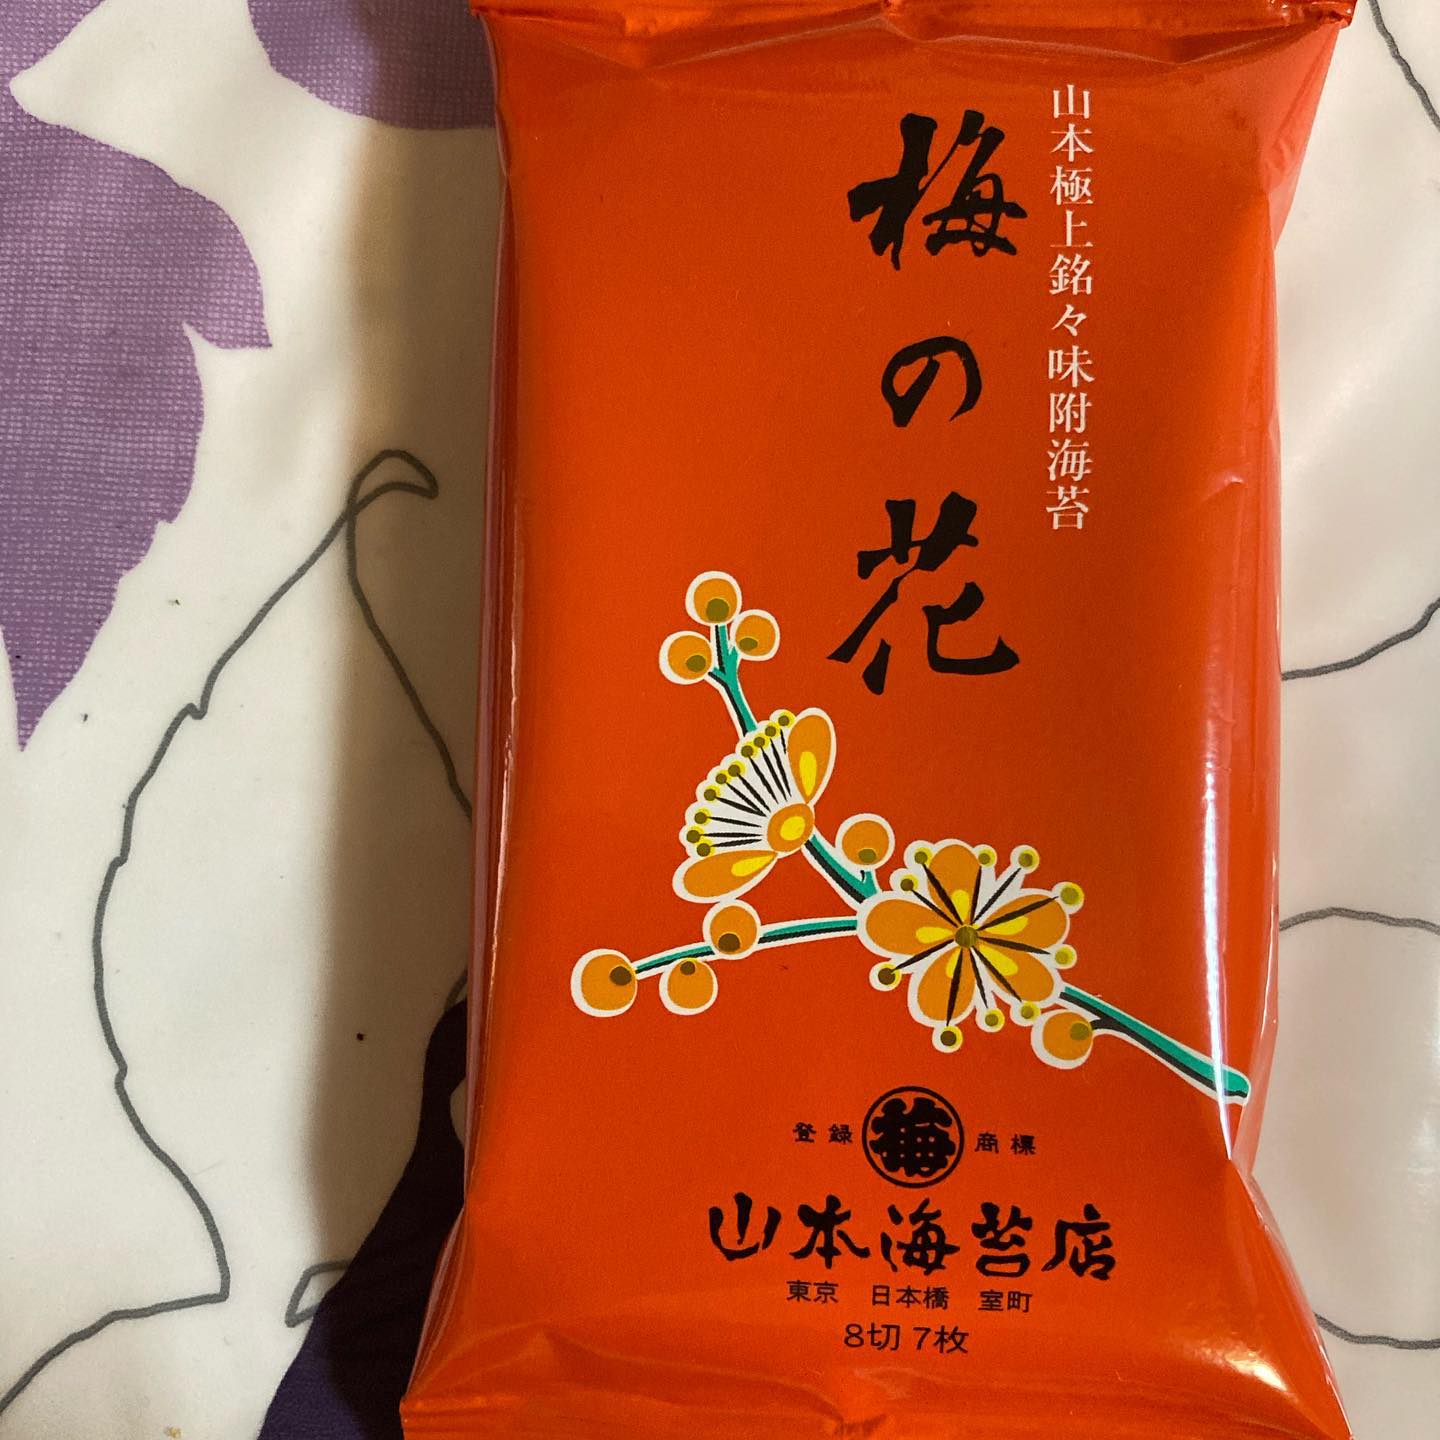 山本極上銘々味附海苔
梅の花
登録 梅 商標
山本海苔店
東京 日本橋 室町
8切 7枚